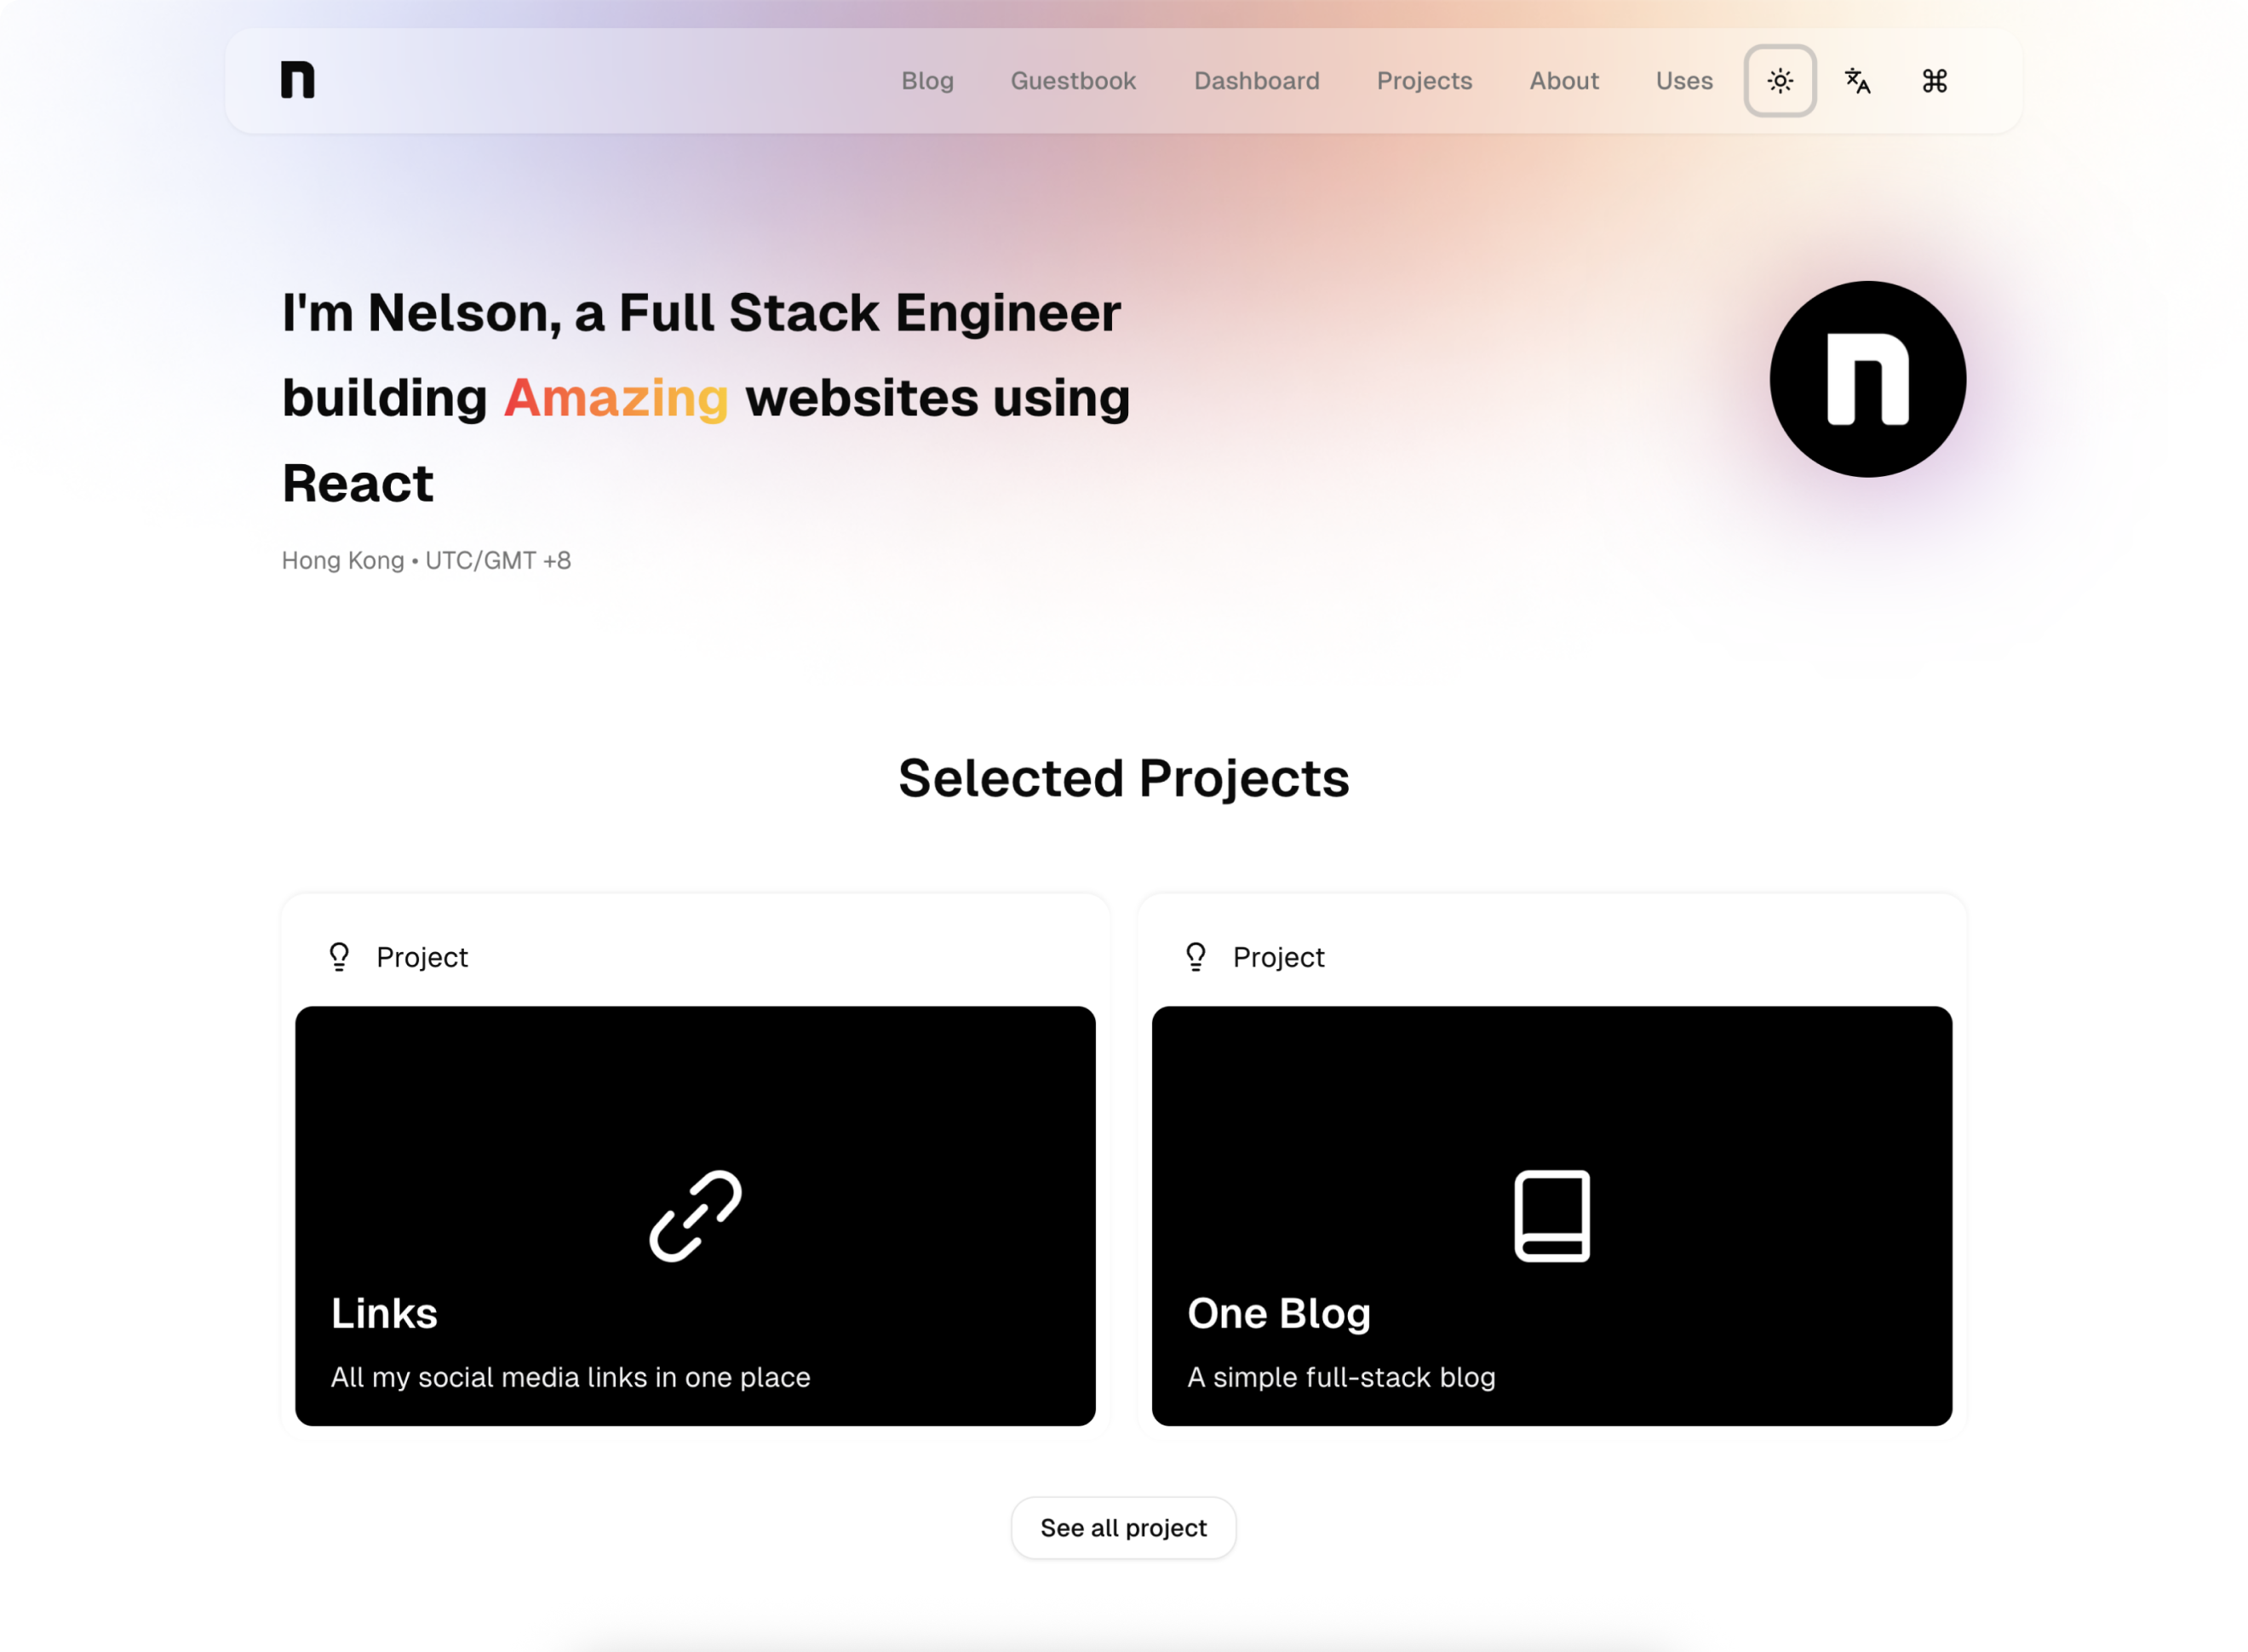 n
Blog Guestbook Dashboard Projects About Uses
I'm Nelson, a Full Stack Engineer
building Amazing websites using
React
n
Hong Kong • UTC/GMT +8
Selected Projects
Project
Links
All my social media links in one place
Project
One Blog
A simple full-stack blog
See all project